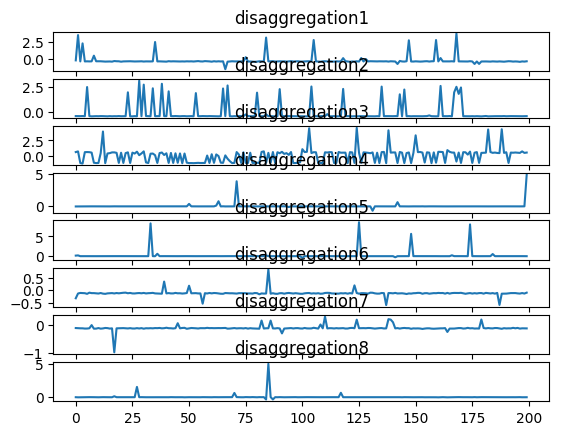 disaggregation1
2.5
0.0
disaggregation2
2.5
0.0
disaggregation3
2.5
0.0
disaggregation4
5
0
disaggregation5
5
0
disaggregation6
0.5
0.0
−0.5
disaggregation7
0
−1
disaggregation8
5
0
0 25 50 75 100 125 150 175 200